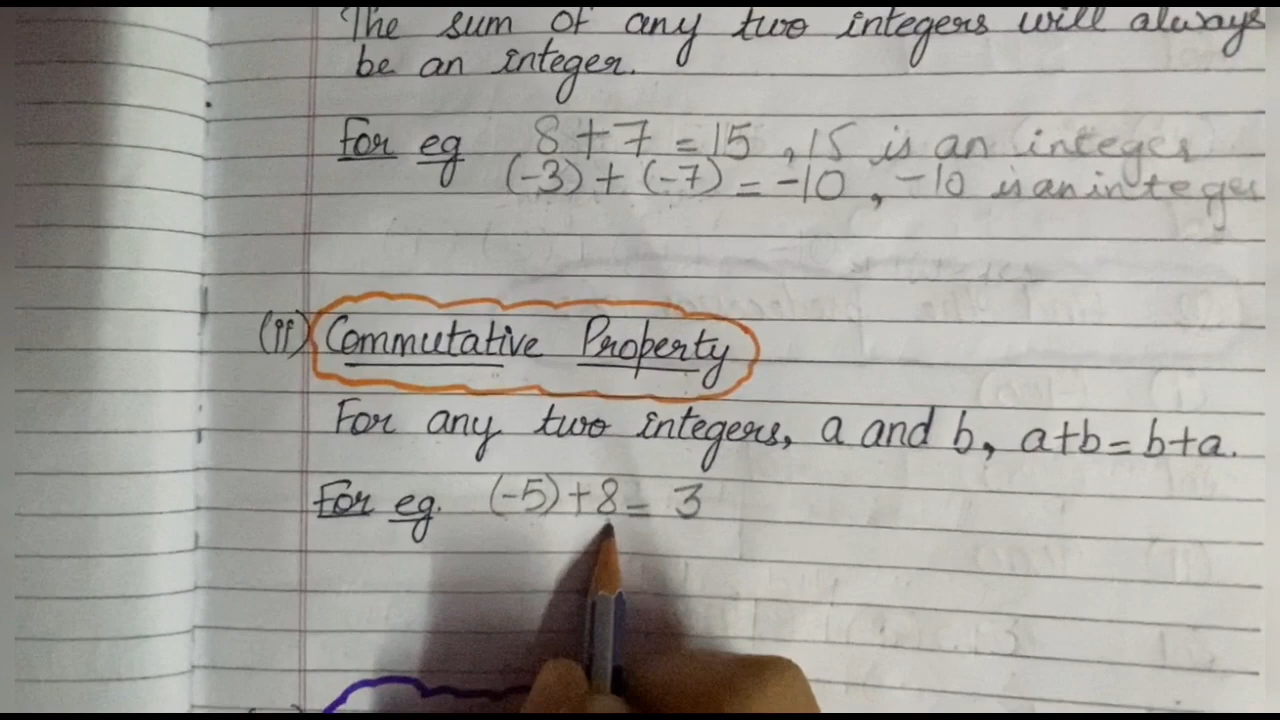 The sum of any two integers will always
be an integer.
For eg 8+7=15, 15 is an integer
(-3)+(-7)=-10, -10 is an integer
(ii) Commutative Property
For any two integers, a and b, a+b=b+a.
For eg. (-5)+8= 3